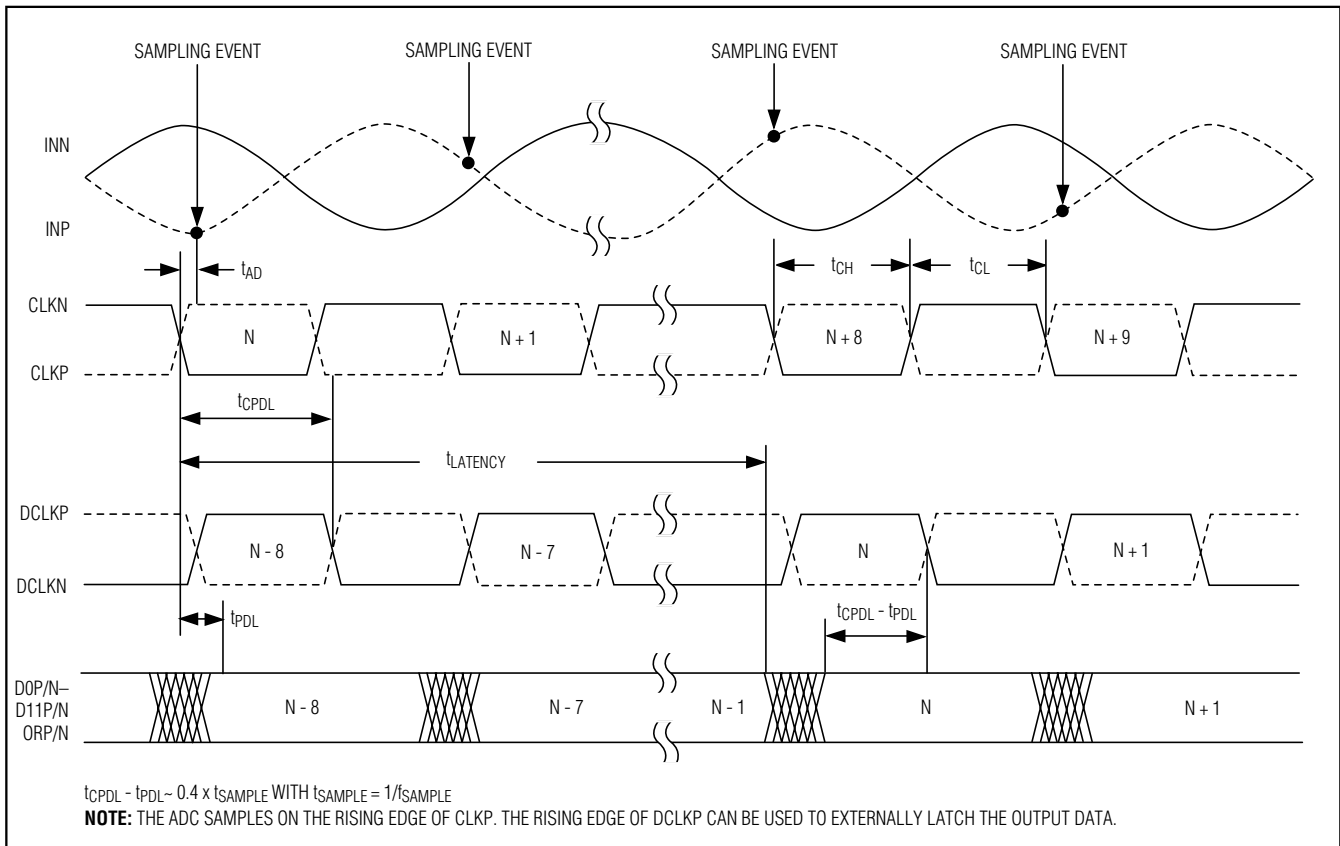 SAMPLING EVENT SAMPLING EVENT SAMPLING EVENT SAMPLING EVENT
INN
INP
tAD
tCH
tCL
CLKN
CLKP
N
N + 1
N + 8
N + 9
tCPDL
tLATENCY
DCLKP
DCLKN
N - 8
N - 7
N
N + 1
tPDL
tCPDL - tPDL
D0P/N–
D11P/N
ORP/N
N - 8
N - 7
N - 1
N
N + 1
tCPDL - tPDL~ 0.4 x tSAMPLE WITH tSAMPLE = 1/fSAMPLE
NOTE: THE ADC SAMPLES ON THE RISING EDGE OF CLKP. THE RISING EDGE OF DCLKP CAN BE USED TO EXTERNALLY LATCH THE OUTPUT DATA.